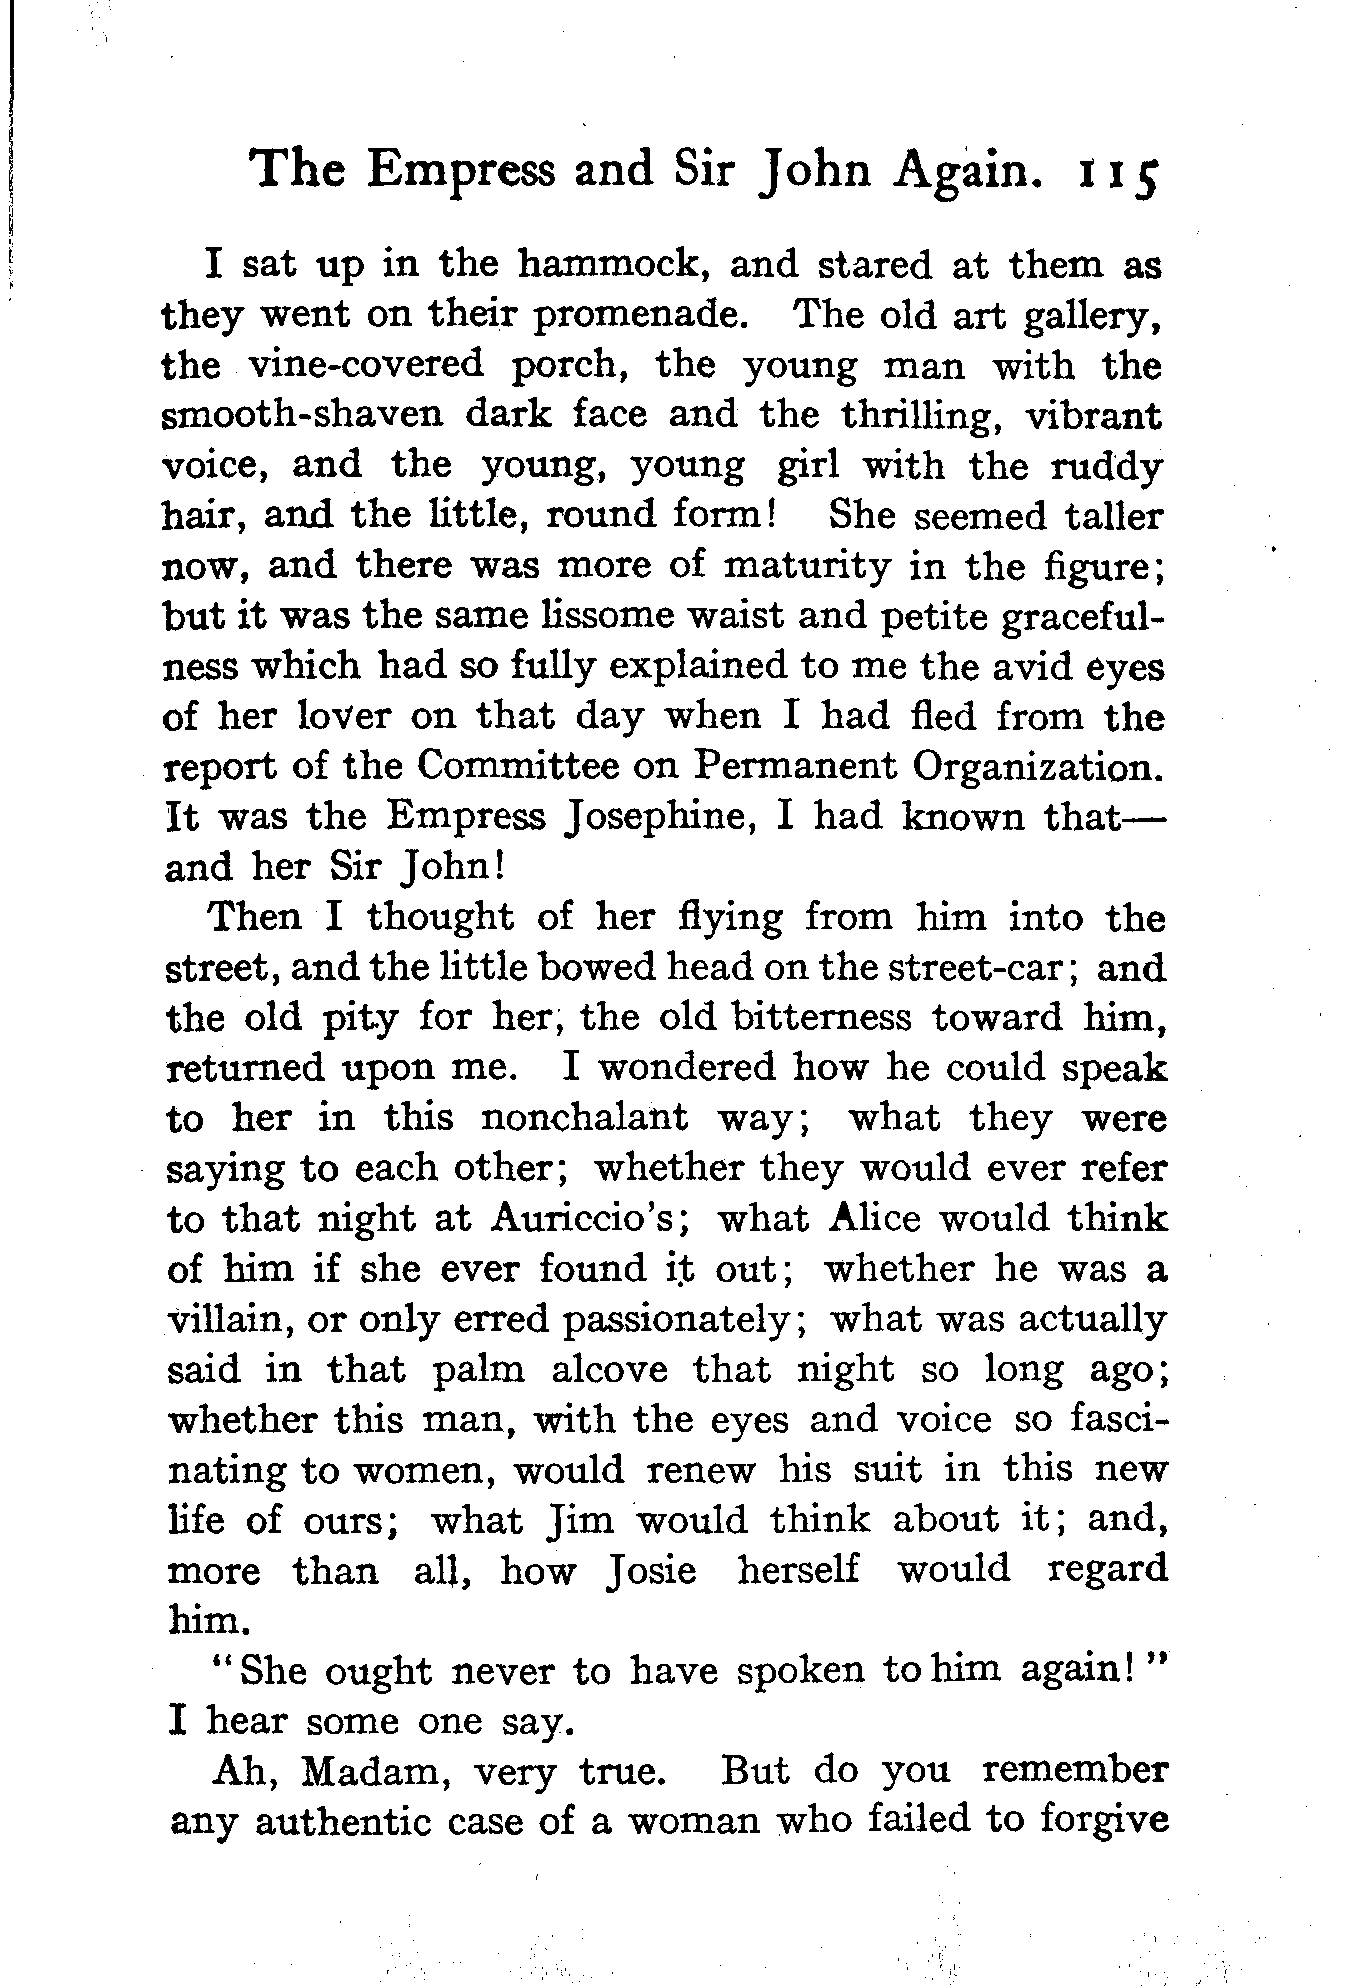 The Empress and Sir John Again. 115
I sat up in the hammock, and stared at them as
they went on their promenade. The old art gallery,
the vine-covered porch, the young man with the
smooth-shaven dark face and the thrilling, vibrant
voice, and the young, young girl with the ruddy
hair, and the little, round form! She seemed taller
now, and there was more of maturity in the figure;
but it was the same lissome waist and petite graceful-
ness which had so fully explained to me the avid eyes
of her lover on that day when I had fled from the
report of the Committee on Permanent Organization.
It was the Empress Josephine, I had known that—
and her Sir John!
Then I thought of her flying from him into the
street, and the little bowed head on the street-car; and
the old pity for her, the old bitterness toward him,
returned upon me. I wondered how he could speak
to her in this nonchalant way; what they were
saying to each other; whether they would ever refer
to that night at Auriccio's; what Alice would think
of him if she ever found it out; whether he was a
villain, or only erred passionately; what was actually
said in that palm alcove that night so long ago;
whether this man, with the eyes and voice so fasci-
nating to women, would renew his suit in this new
life of ours; what Jim would think about it; and,
more than all, how Josie herself would regard
him.
"She ought never to have spoken to him again!"
I hear some one say.
Ah, Madam, very true. But do you remember
any authentic case of a woman who failed to forgive